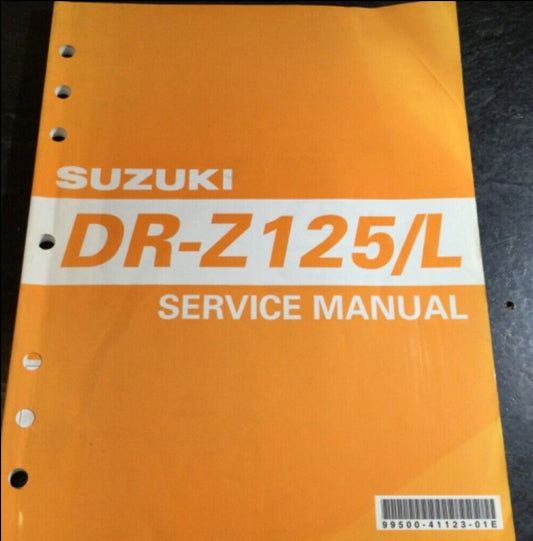 SUZUKI
DR-Z125/L
SERVICE MANUAL
99500-41123-01E